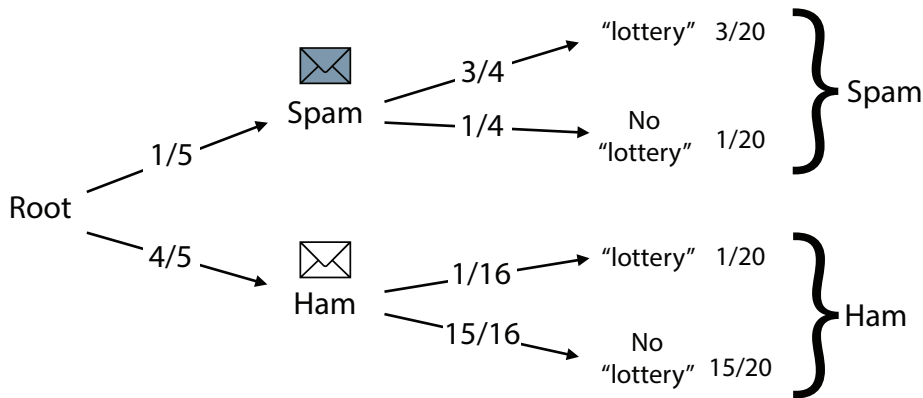 “lottery” 3/20
3/4
Spam
Spam
1/4
No
“lottery” 1/20
1/5
Root
4/5
“lottery” 1/20
1/16
Ham
Ham
15/16
No
“lottery” 15/20